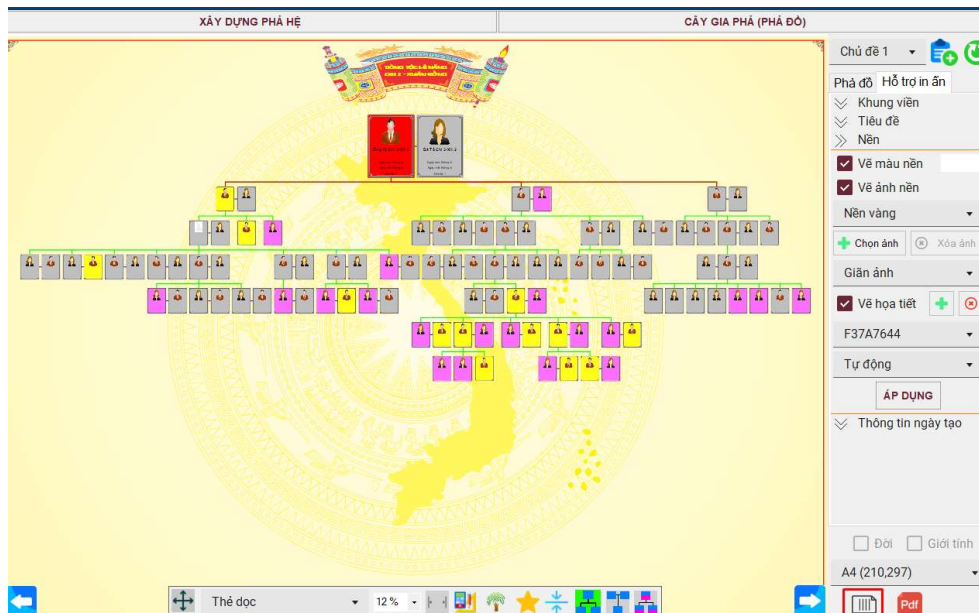 XÂY DỰNG PHẢ HỆ
CÂY GIA PHẢ (PHẢ ĐỒ)
Chủ đề 1
Phả đồ
Hỗ trợ in ấn
Khung viền
Tiêu đề
Nền
Vẽ màu nền
Vẽ ảnh nền
Nền vàng
Chọn ảnh
Xóa ảnh
Giãn ảnh
Vẽ họa tiết
F37A7644
Tự động
ÁP DỤNG
Thông tin ngày tạo
Đời
Giới tính
A4 (210,297)
Thẻ dọc
12 %
Pdf